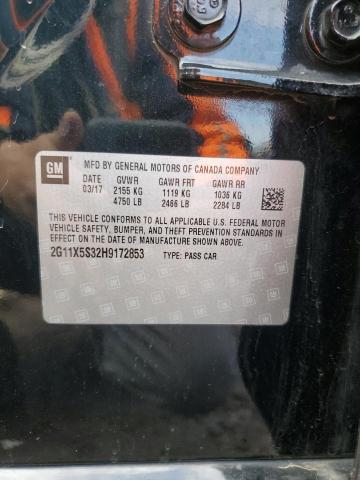 GM
MFD BY GENERAL MOTORS OF CANADA COMPANY
DATE GVWR GAWR FRT GAWR RR
03/17 2155 KG 1119 KG 1036 KG
4750 LB 2466 LB 2284 LB
THIS VEHICLE CONFORMS TO ALL APPLICABLE U.S. FEDERAL MOTOR
VEHICLE SAFETY, BUMPER, AND THEFT PREVENTION STANDARDS IN
EFFECT ON THE DATE OF MANUFACTURE SHOWN ABOVE.
2G11X5S32H9172853 TYPE: PASS CAR